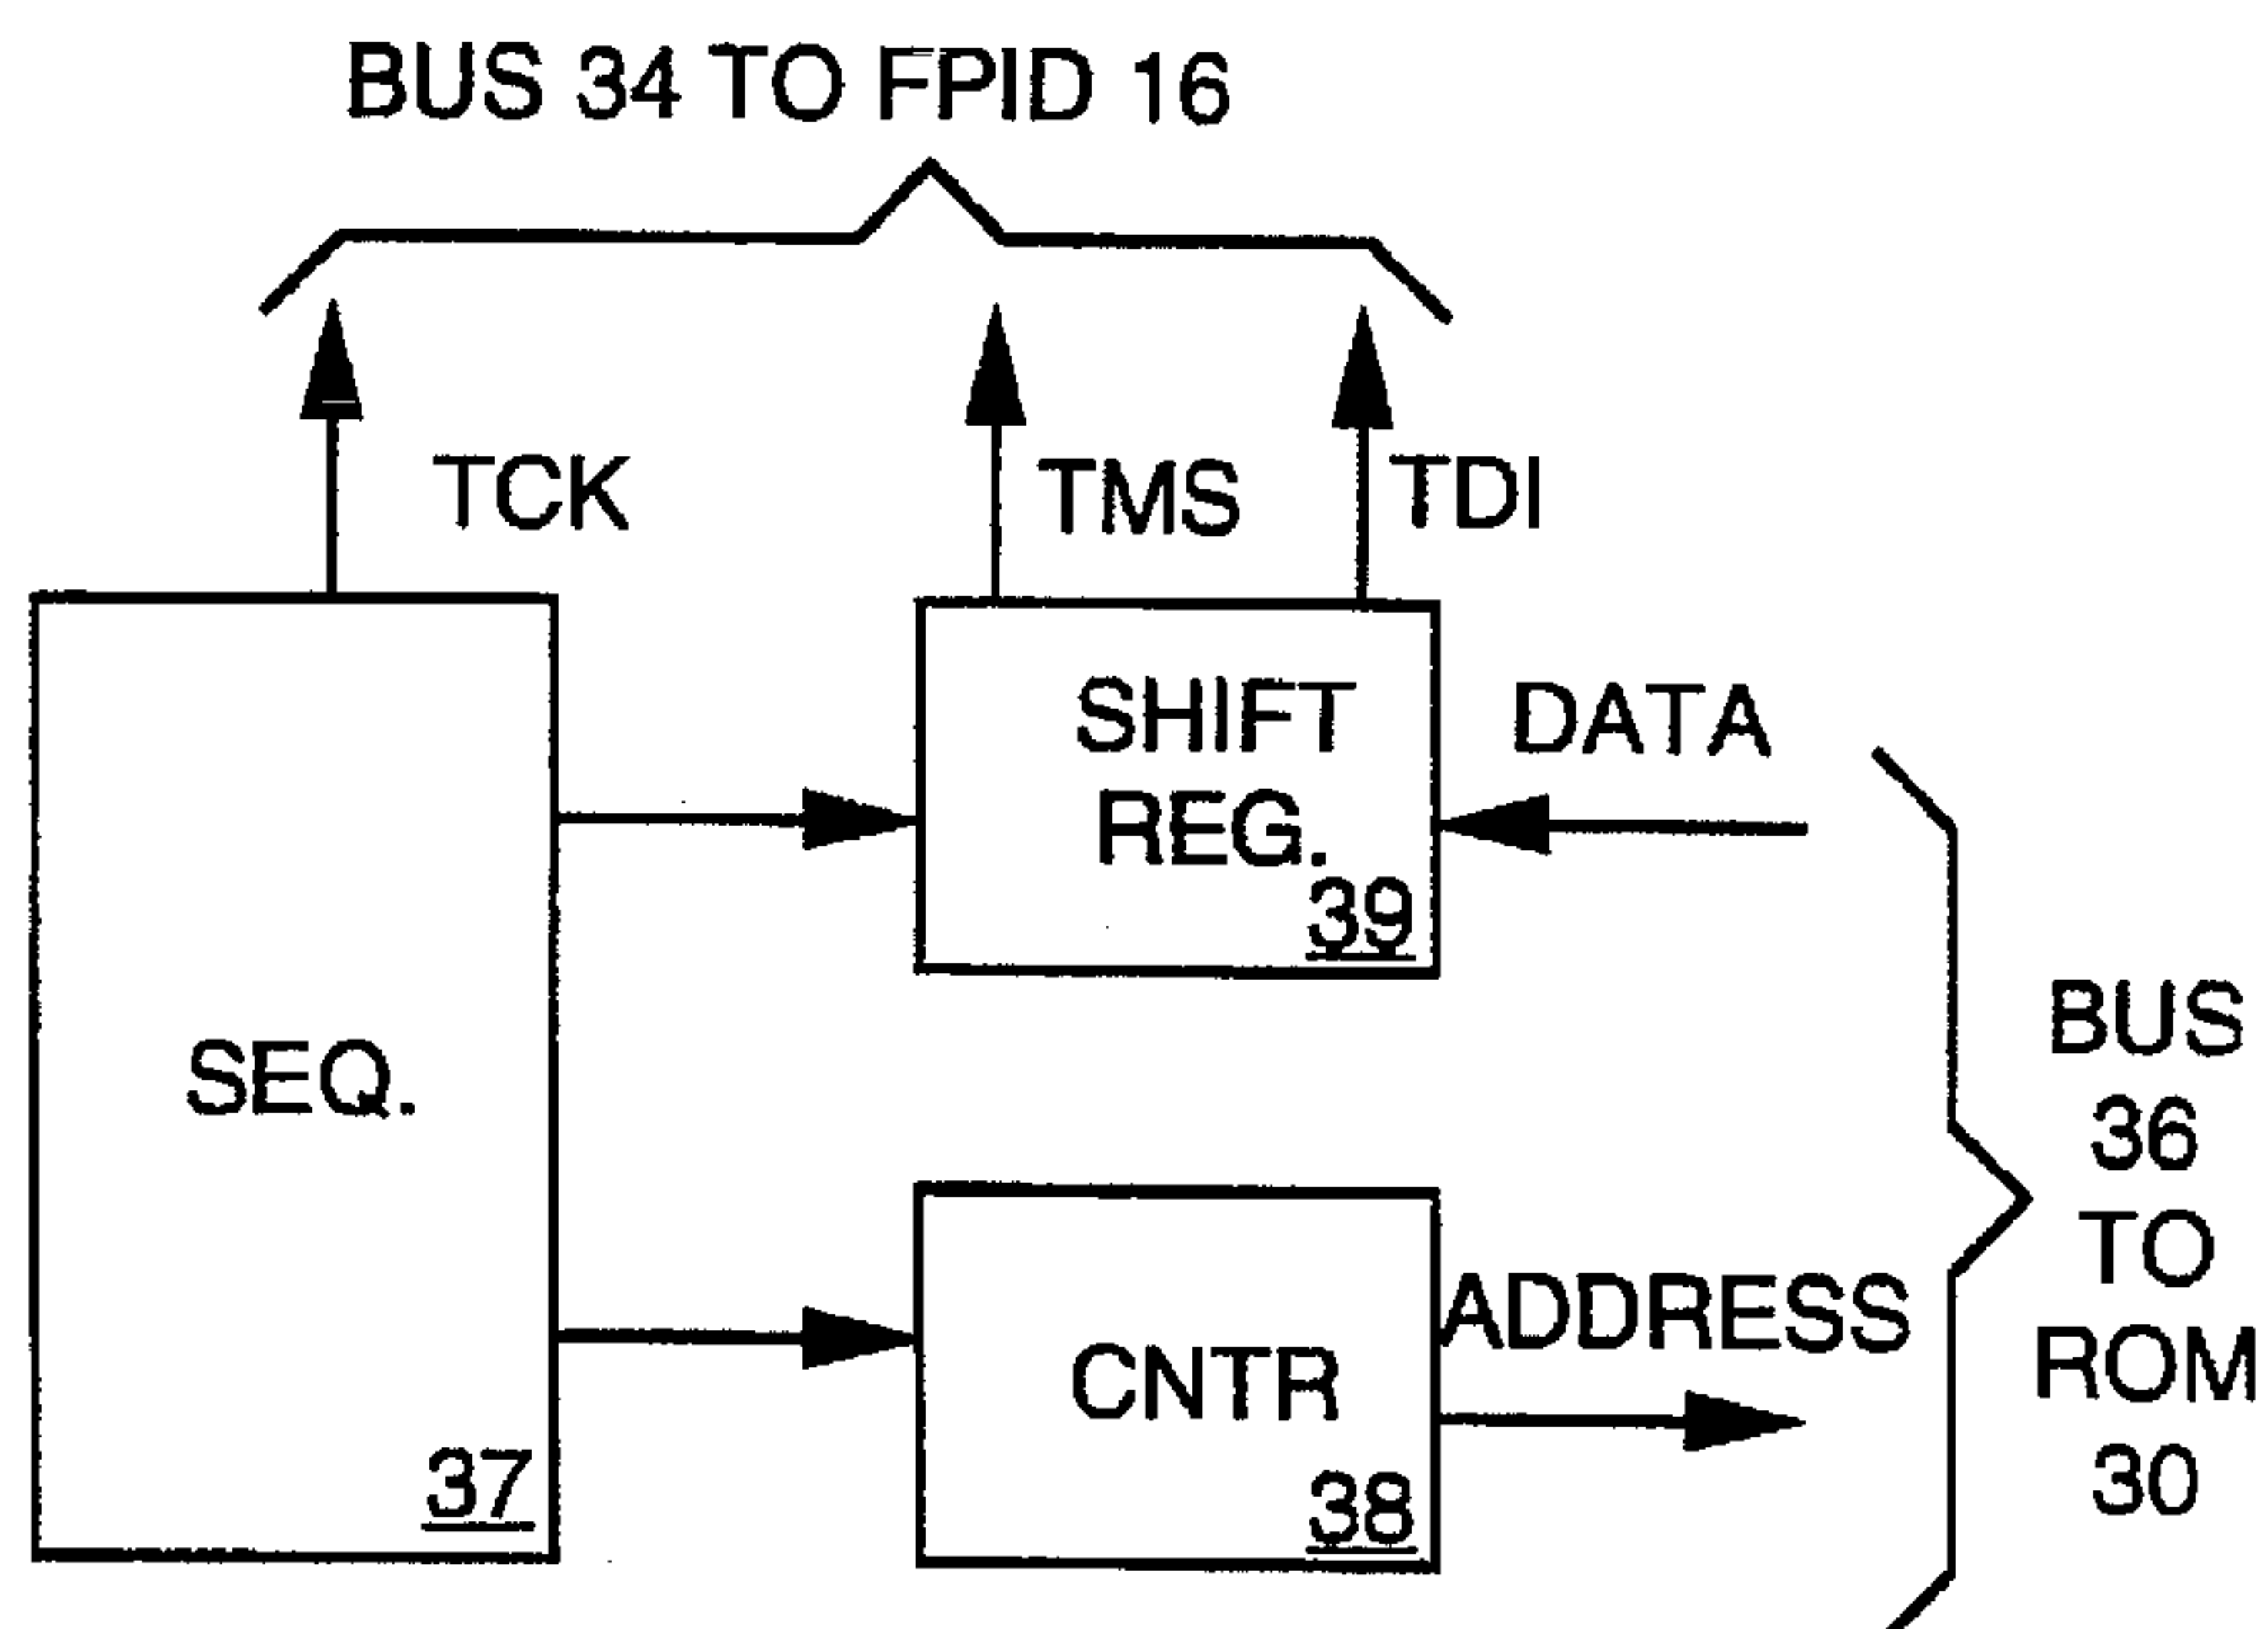 BUS 34 TO FPID 16
TCK
TMS
TDI
SHIFT
REG.
39
DATA
SEQ.
37
CNTR
38
ADDRESS
BUS
36
TO
ROM
30